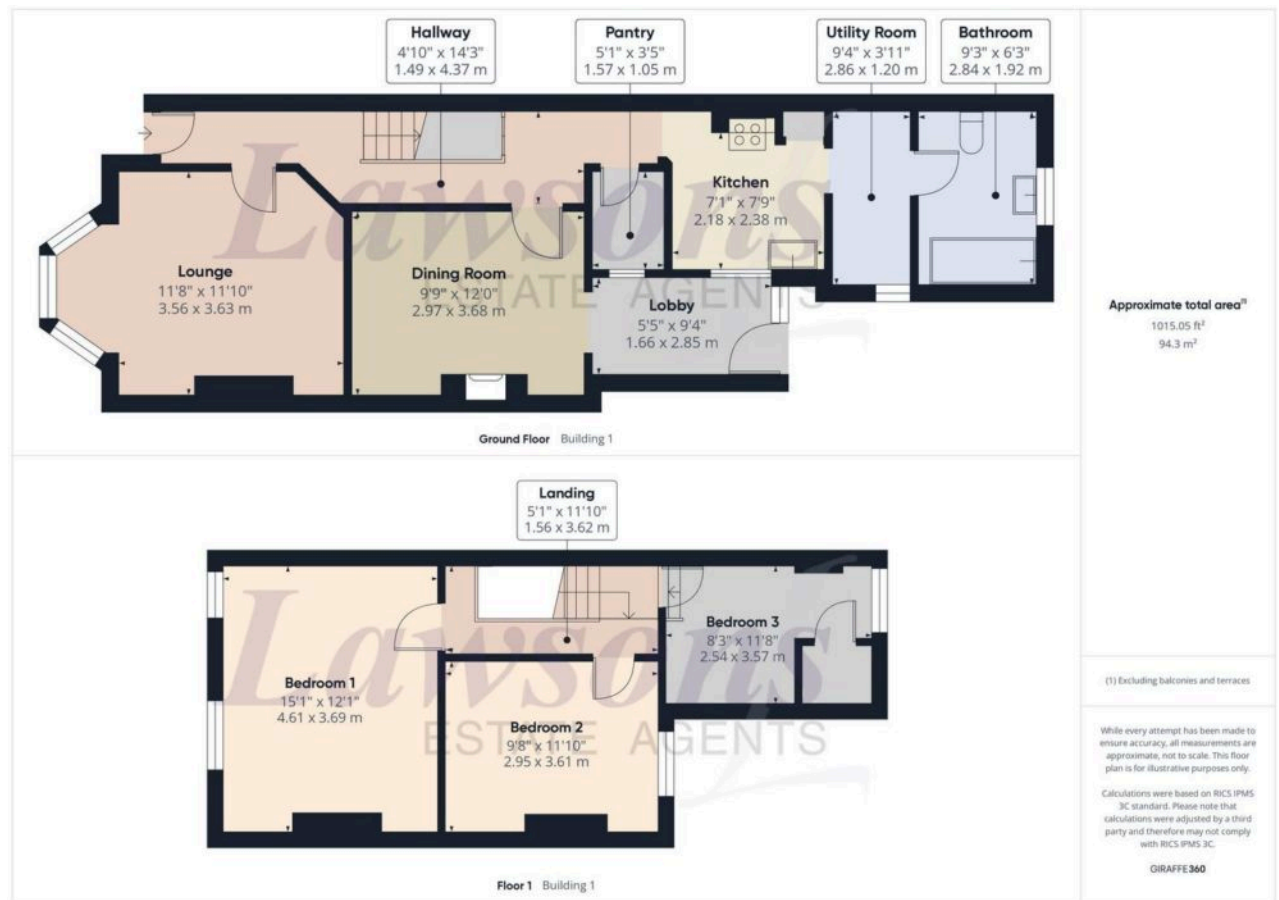 Hallway
4'10" x 14'3"
1.49 x 4.37 m
Pantry
5'1" x 3'5"
1.57 x 1.05 m
Utility Room
9'4" x 3'11"
2.86 x 1.20 m
Bathroom
9'3" x 6'3"
2.84 x 1.92 m
Kitchen
7'1" x 7'9"
2.18 x 2.38 m
Lounge
11'8" x 11'10"
3.56 x 3.63 m
Dining Room
9'9" x 12'0"
2.97 x 3.68 m
Lobby
5'5" x 9'4"
1.66 x 2.85 m
Lawsons
ESTATE AGENTS
Ground Floor Building 1
Approximate total area⁽¹⁾
1015.05 ft²
94.3 m²
Landing
5'1" x 11'10"
1.56 x 3.62 m
Bedroom 3
8'3" x 11'8"
2.54 x 3.57 m
Bedroom 1
15'1" x 12'1"
4.61 x 3.69 m
Bedroom 2
9'8" x 11'10"
2.95 x 3.61 m
Lawsons
ESTATE AGENTS
Floor 1 Building 1
(1) Excluding balconies and terraces
While every attempt has been made to
ensure accuracy, all measurements are
approximate, not to scale. This floor
plan is for illustrative purposes only.
Calculations were based on RICS IPMS
3C standard. Please note that
calculations were adjusted by a third
party and therefore may not comply
with RICS IPMS 3C.
GIRAFFE360